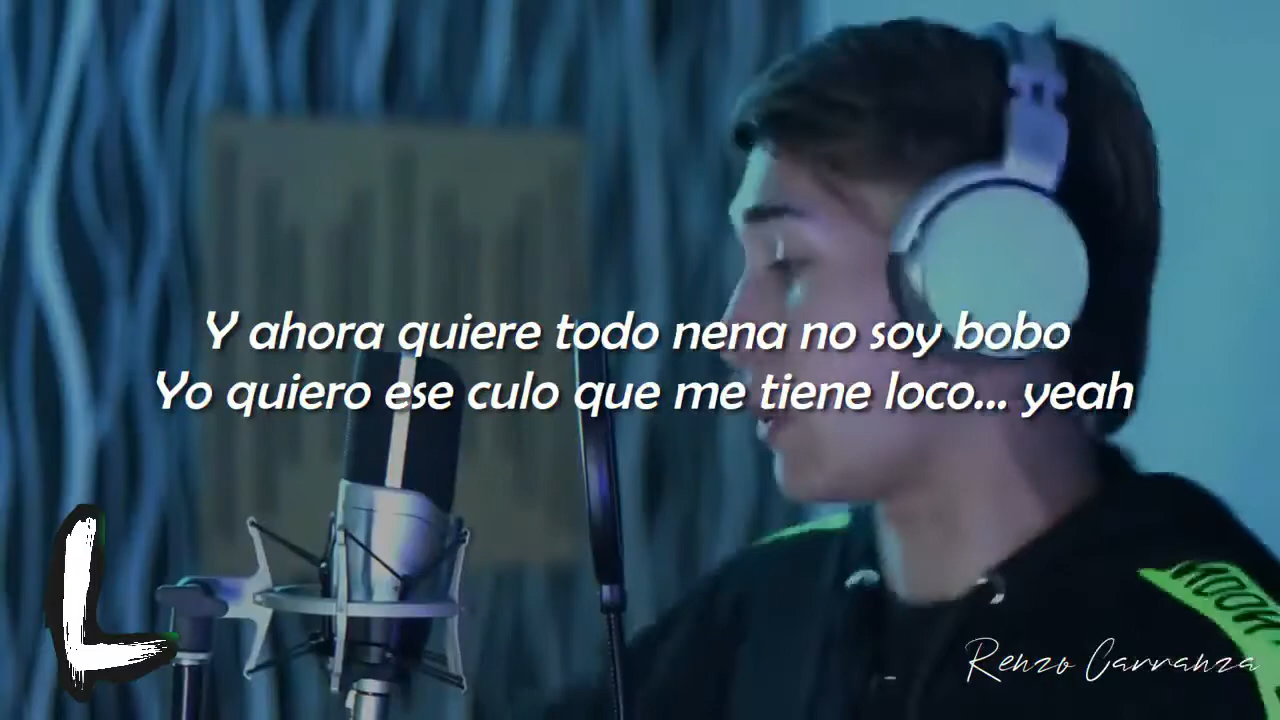 Y ahora quiere todo nena no soy bobo
Yo quiero ese culo que me tiene loco... yeah
L
Renzo Carranza